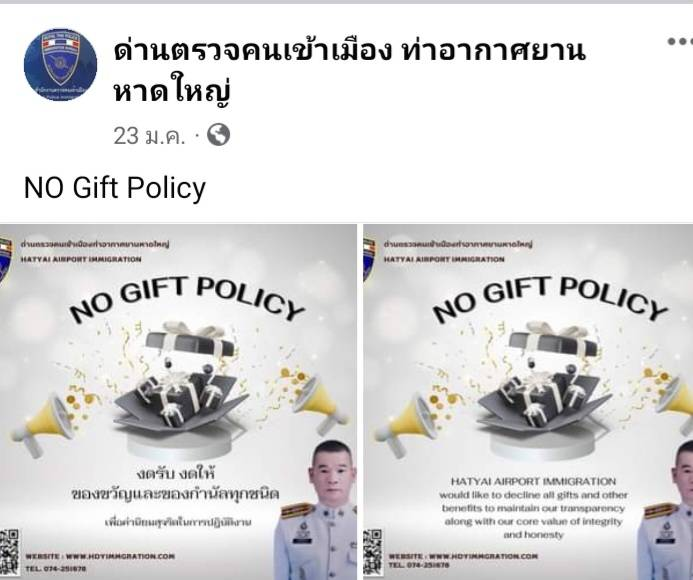 ด่านตรวจคนเข้าเมือง ท่าอากาศยาน
หาดใหญ่
23 ม.ค. ·
NO Gift Policy
ด่านตรวจคนเข้าเมืองท่าอากาศยานหาดใหญ่
HATYAI AIRPORT IMMIGRATION
NO GIFT POLICY
งดรับ งดให้
ของขวัญและของกำนัลทุกชนิด
เพื่อค่านิยมสุจริตในการปฏิบัติงาน
WEBSITE : WWW.HDYIMMGRATION.COM
TEL. 074-251678
ด่านตรวจคนเข้าเมืองท่าอากาศยานหาดใหญ่
HATYAI AIRPORT IMMIGRATION
NO GIFT POLICY
HATYAI AIRPORT IMMIGRATION
would like to decline all gifts and other
benefits to maintain our transparency
along with our core value of integrity
and honesty
WEBSITE : WWW.HDYIMMGRATION.COM
TEL. 074-251678